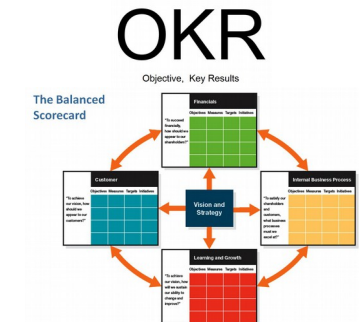 OKR
Objective, Key Results
The Balanced
Scorecard
Financials
Objectives Measures Targets Initiatives
"To succeed
financially,
how should we
appear to our
shareholders?"
Customer
Objectives Measures Targets Initiatives
"To achieve
our vision, how
should we
appear to our
customers?"
Vision and
Strategy
Internal Business Process
Objectives Measures Targets Initiatives
"To satisfy our
shareholders
and
customers,
what business
processes
must we
excel at?"
Learning and Growth
Objectives Measures Targets Initiatives
"To achieve
our vision, how
will we sustain
our ability to
change and
improve?"